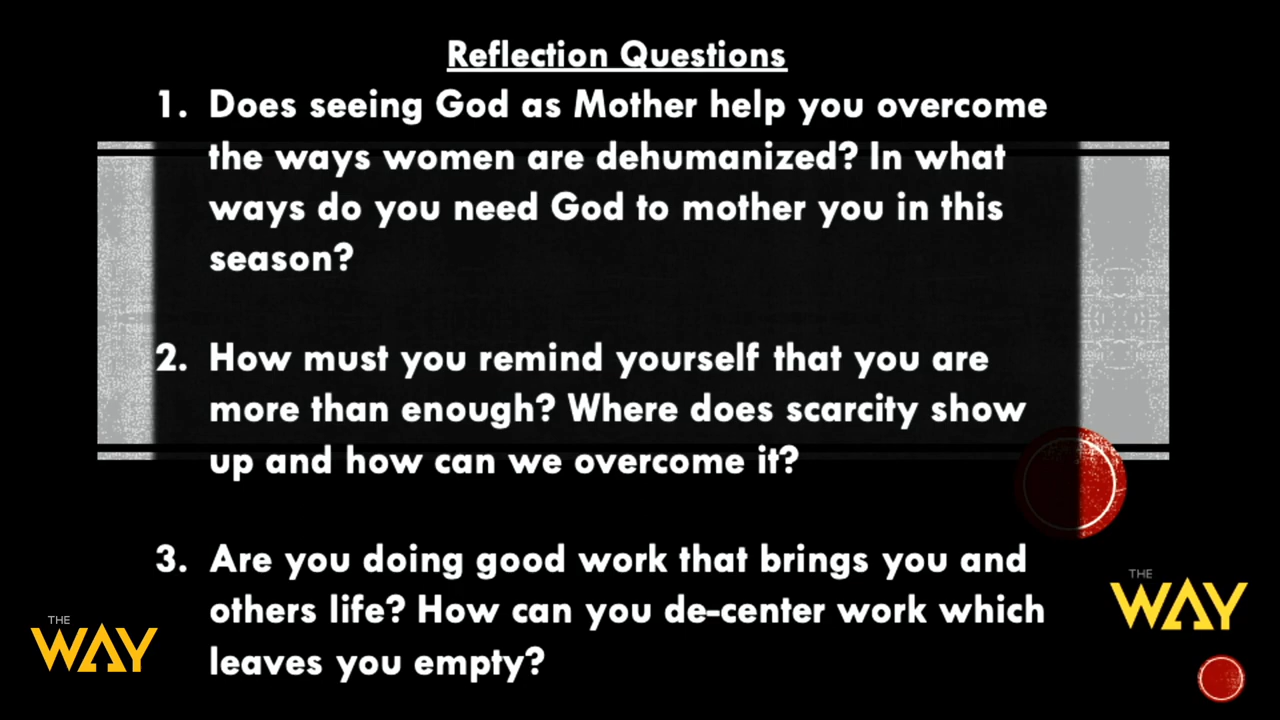 Reflection Questions
1. Does seeing God as Mother help you overcome
the ways women are dehumanized? In what
ways do you need God to mother you in this
season?
2. How must you remind yourself that you are
more than enough? Where does scarcity show
up and how can we overcome it?
3. Are you doing good work that brings you and
others life? How can you de-center work which
leaves you empty?
THE
WAY
THE
WAY